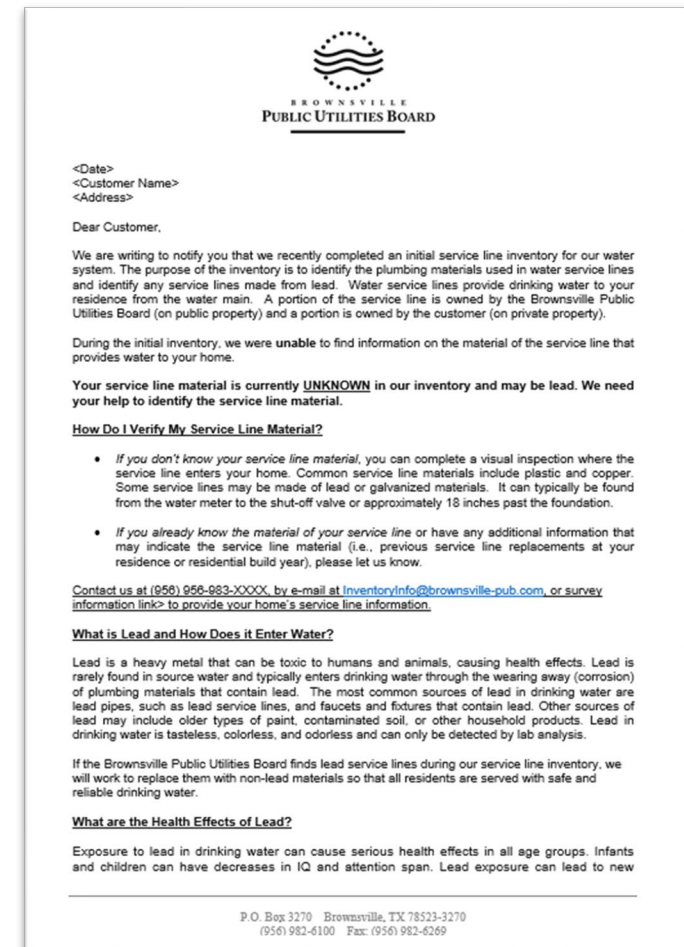 BROWNSVILLE
PUBLIC UTILITIES BOARD
<Date>
<Customer Name>
<Address>
Dear Customer,
We are writing to notify you that we recently completed an initial service line inventory for our water
system. The purpose of the inventory is to identify the plumbing materials used in water service lines
and identify any service lines made from lead. Water service lines provide drinking water to your
residence from the water main. A portion of the service line is owned by the Brownsville Public
Utilities Board (on public property) and a portion is owned by the customer (on private property).
During the initial inventory, we were unable to find information on the material of the service line that
provides water to your home.
Your service line material is currently UNKNOWN in our inventory and may be lead. We need
your help to identify the service line material.
How Do I Verify My Service Line Material?
• If you don't know your service line material, you can complete a visual inspection where the
service line enters your home. Common service line materials include plastic and copper.
Some service lines may be made of lead or galvanized materials. It can typically be found
from the water meter to the shut-off valve or approximately 18 inches past the foundation.
• If you already know the material of your service line or have any additional information that
may indicate the service line material (i.e., previous service line replacements at your
residence or residential build year), please let us know.
Contact us at (956) 956-983-XXXX, by e-mail at InventoryInfo@brownsville-pub.com, or survey
information link> to provide your home's service line information.
What is Lead and How Does it Enter Water?
Lead is a heavy metal that can be toxic to humans and animals, causing health effects. Lead is
rarely found in source water and typically enters drinking water through the wearing away (corrosion)
of plumbing materials that contain lead. The most common sources of lead in drinking water are
lead pipes, such as lead service lines, and faucets and fixtures that contain lead. Other sources of
lead may include older types of paint, contaminated soil, or other household products. Lead in
drinking water is tasteless, colorless, and odorless and can only be detected by lab analysis.
If the Brownsville Public Utilities Board finds lead service lines during our service line inventory, we
will work to replace them with non-lead materials so that all residents are served with safe and
reliable drinking water.
What are the Health Effects of Lead?
Exposure to lead in drinking water can cause serious health effects in all age groups. Infants
and children can have decreases in IQ and attention span. Lead exposure can lead to new
P.O. Box 3270 Brownsville, TX 78523-3270
(956) 982-6100 Fax: (956) 982-6269